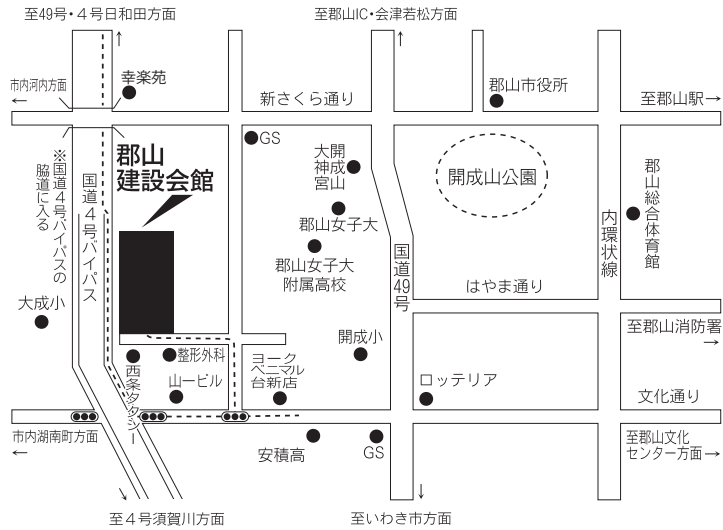 至49号・4号日和田方面
至郡山IC・会津若松方面
市内河内方面
←
幸楽苑
新さくら通り
郡山市役所
至郡山駅→
GS
大開
神成
宮山
郡山
建設会館
開成山公園
郡山総合体育館
※国道4号バイパスの
脇道に入る
国道4号バイパス
郡山女子大
郡山女子大
附属高校
国道49号
内環状線
はやま通り
大成小
至郡山消防署
→
整形外科
西条タクシー
山一ビル
ヨーク
ベニマル
台新店
開成小
ロッテリア
文化通り
市内湖南町方面
←
安積高
GS
至郡山文化
センター方面→
至4号須賀川方面
至いわき市方面